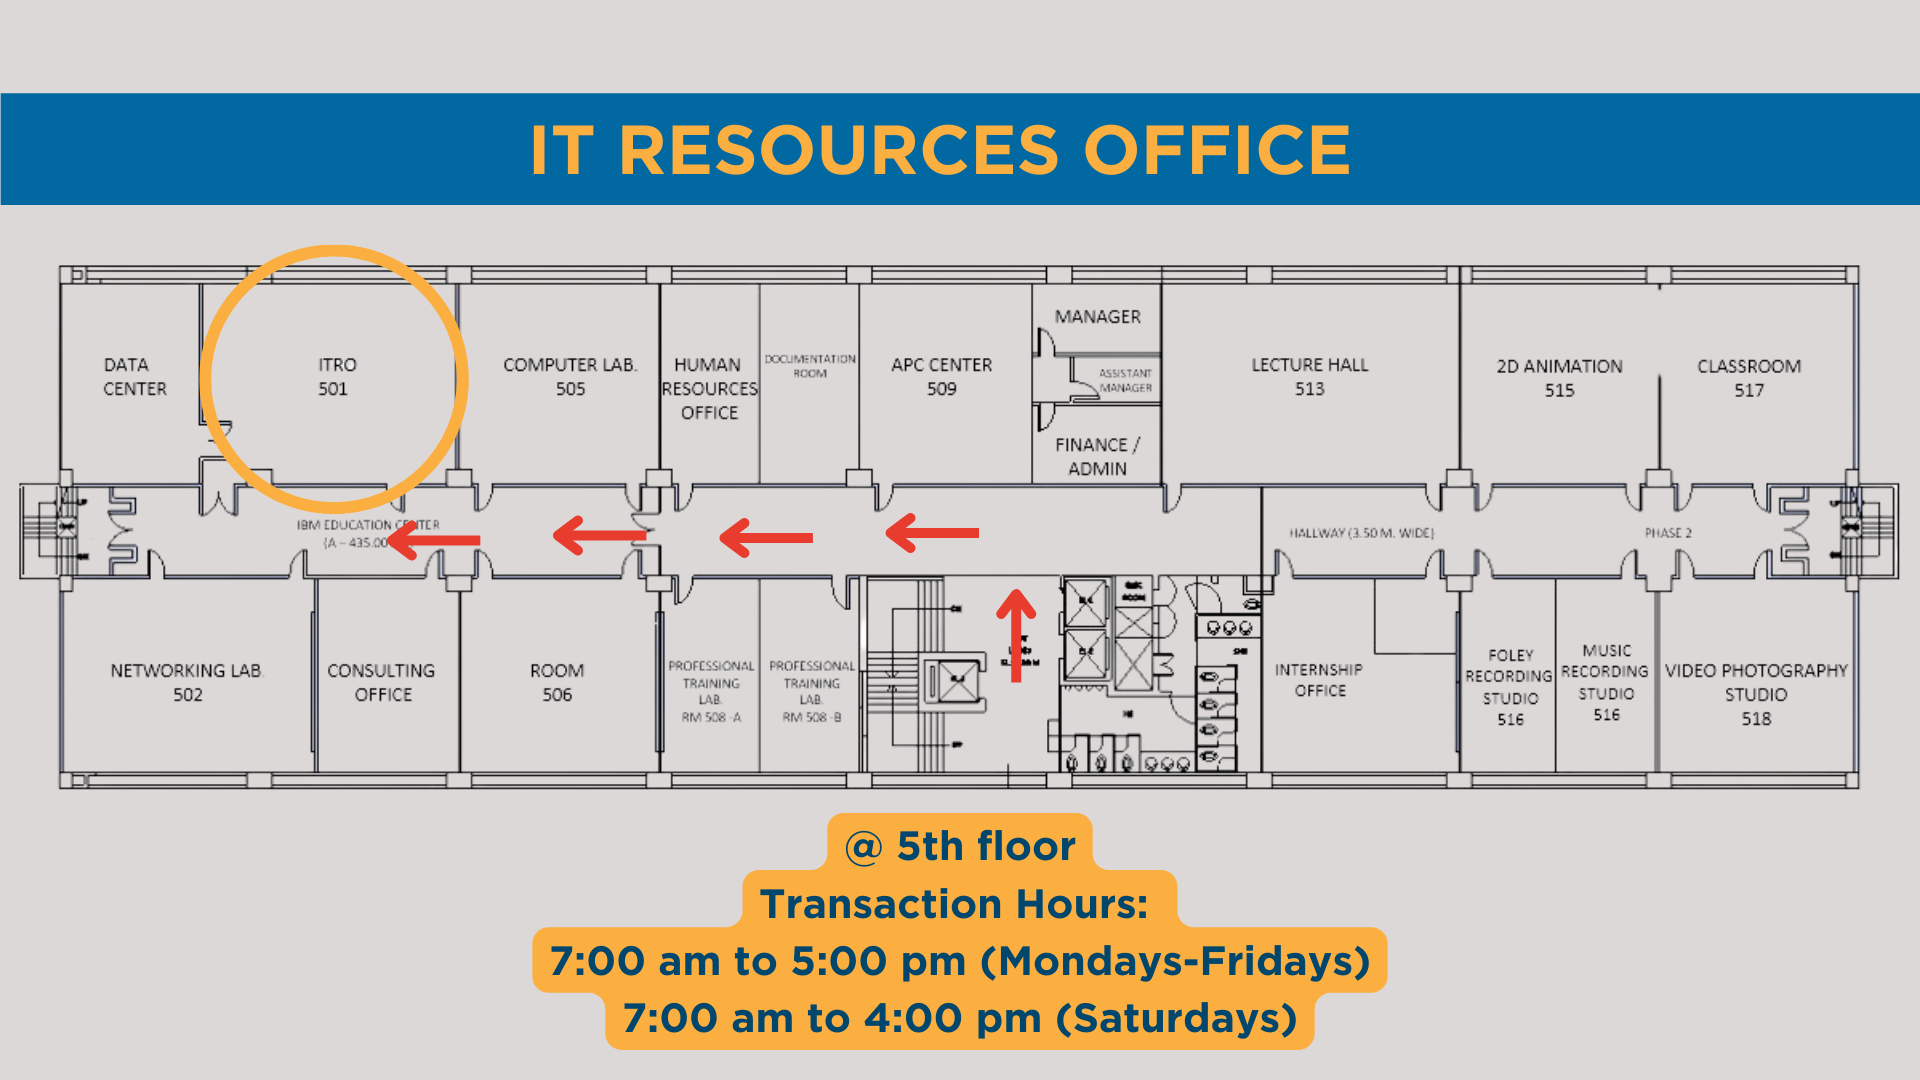 IT RESOURCES OFFICE
DATA
CENTER
ITRO
501
COMPUTER LAB.
505
HUMAN
RESOURCES
OFFICE
DOCUMENTATION
ROOM
APC CENTER
509
MANAGER
ASSISTANT
MANAGER
FINANCE /
ADMIN
LECTURE HALL
513
2D ANIMATION
515
CLASSROOM
517
IBM EDUCATION CENTER
(A – 435.00
HALLWAY (3.50 M. WIDE)
PHASE 2
NETWORKING LAB.
502
CONSULTING
OFFICE
ROOM
506
PROFESSIONAL
TRAINING
LAB.
RM 508 -A
PROFESSIONAL
TRAINING
LAB.
RM 508 -B
INTERNSHIP
OFFICE
FOLEY
RECORDING
STUDIO
516
MUSIC
RECORDING
STUDIO
516
VIDEO PHOTOGRAPHY
STUDIO
518
@ 5th floor
Transaction Hours:
7:00 am to 5:00 pm (Mondays-Fridays)
7:00 am to 4:00 pm (Saturdays)